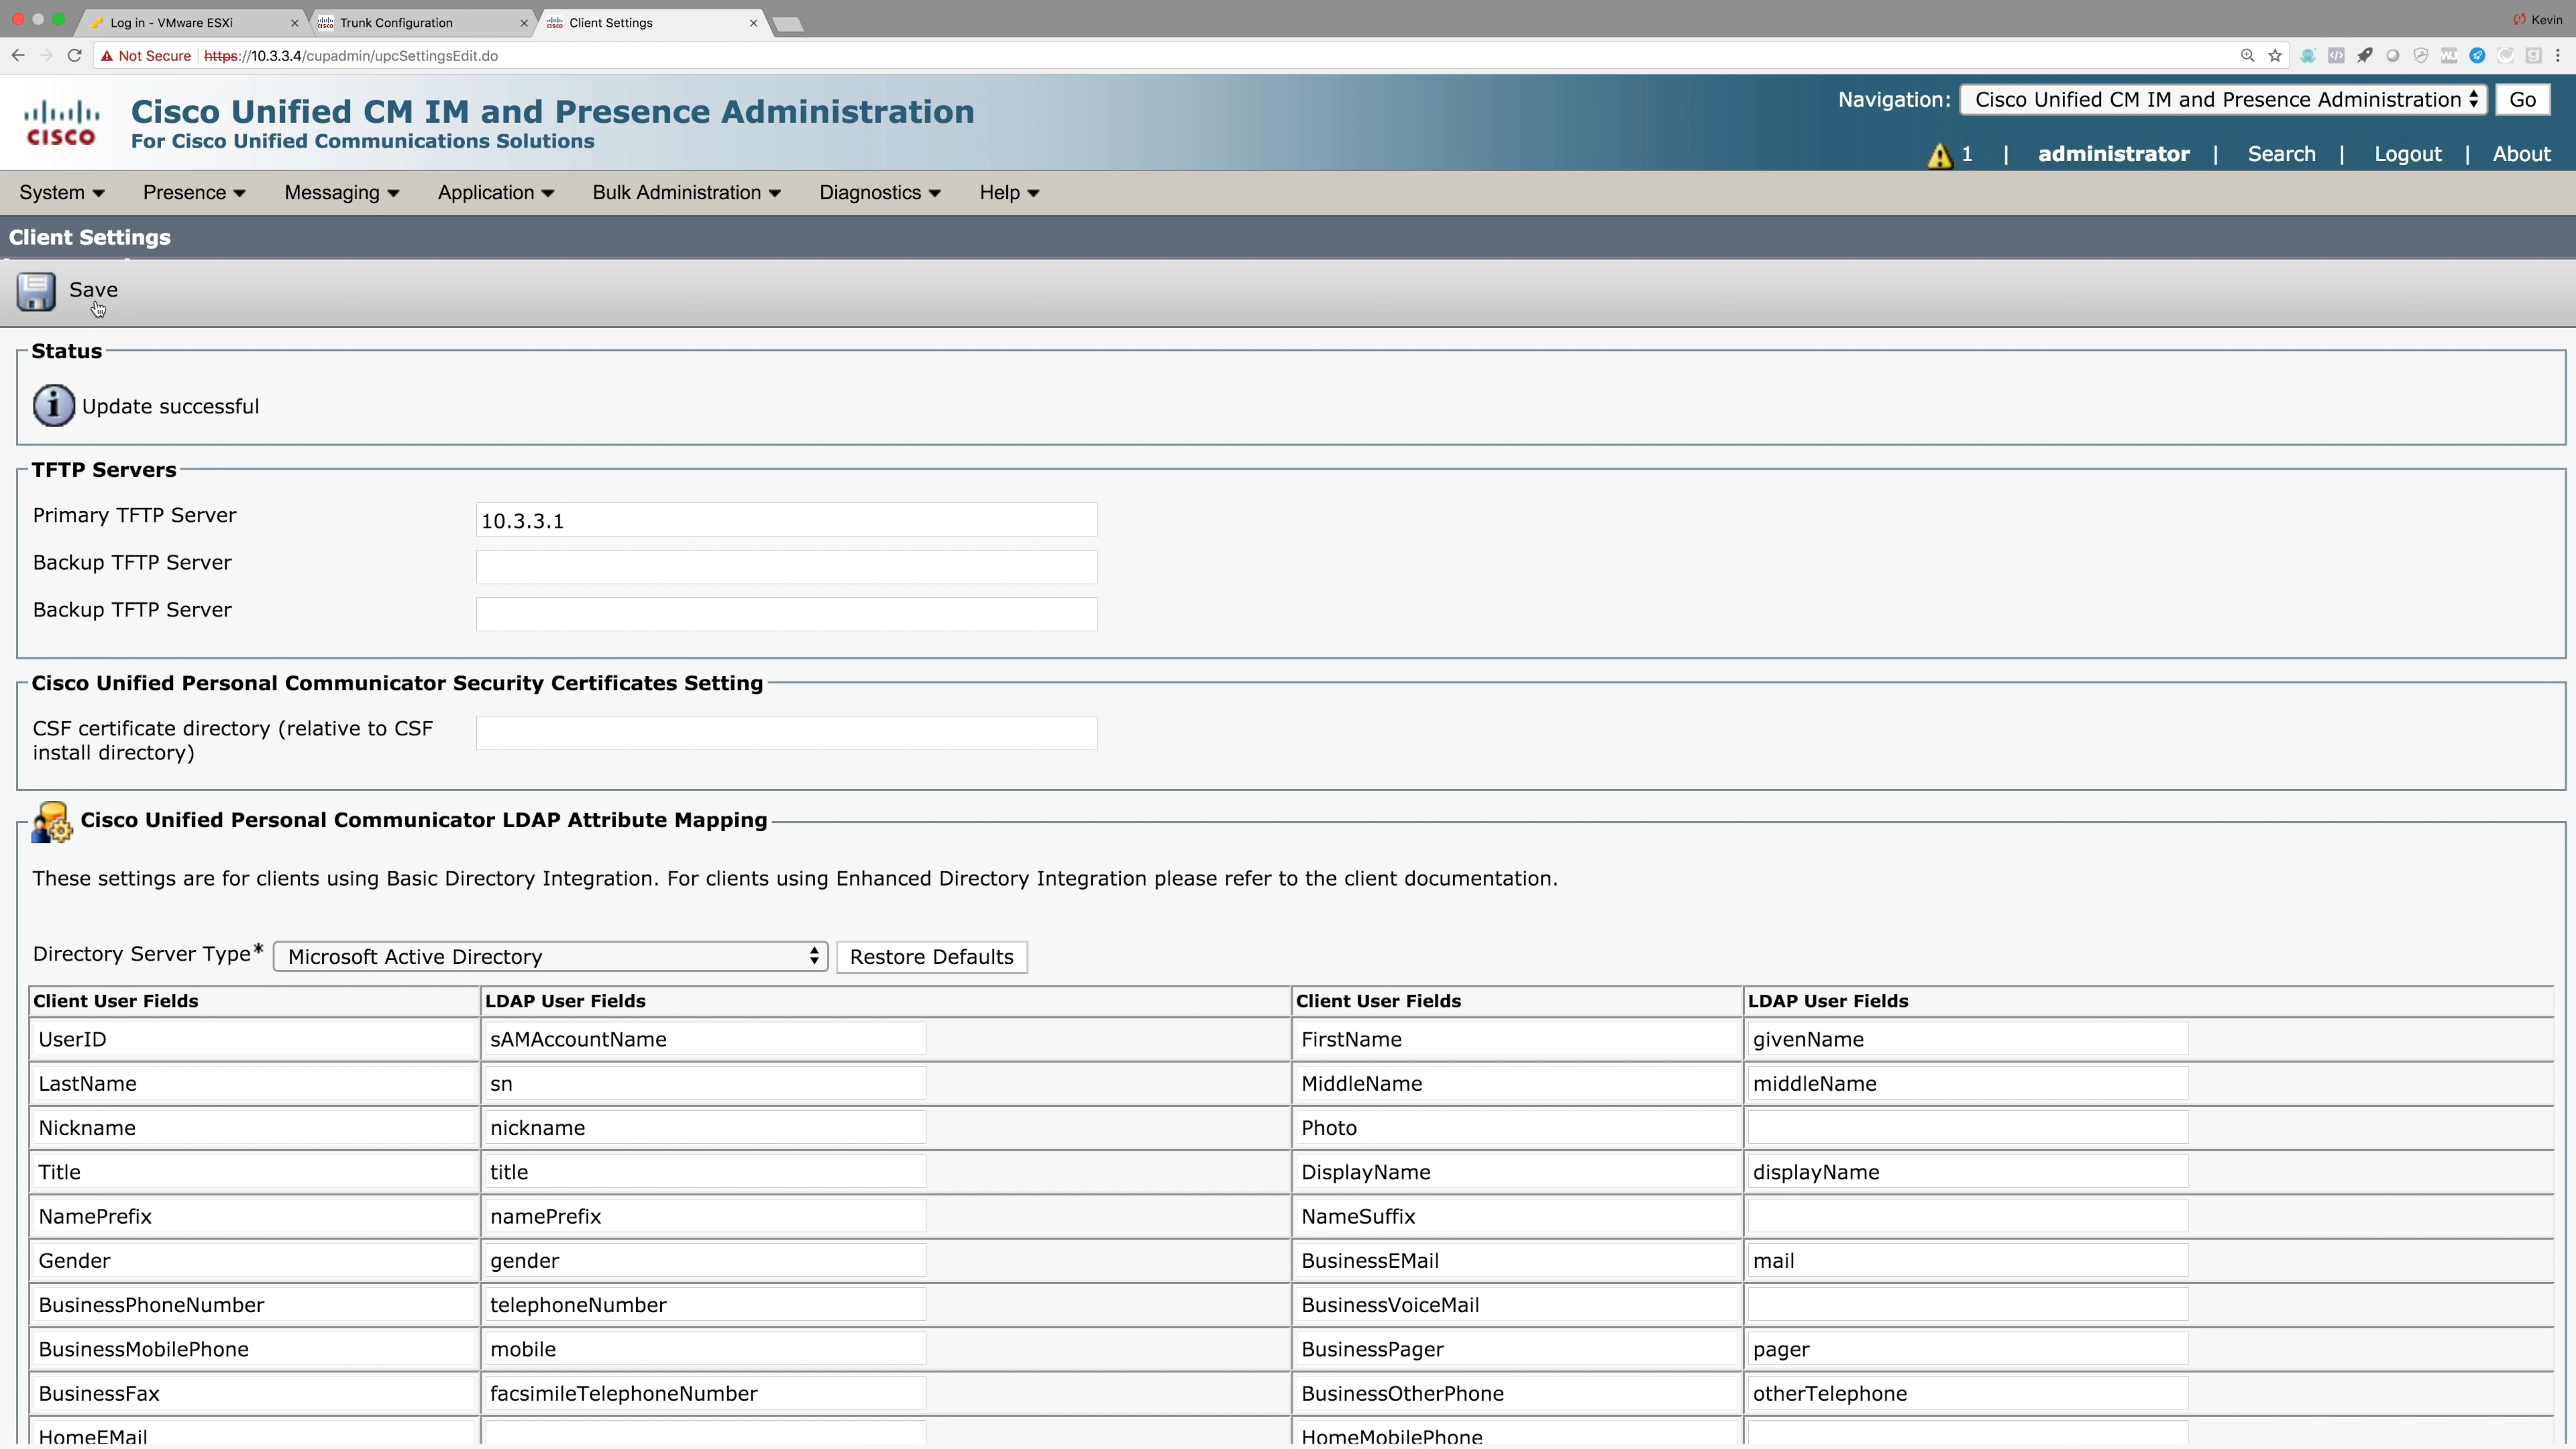 Log in - VMware ESXi
Trunk Configuration
Client Settings
Kevin
Not Secure https://10.3.3.4/cupadmin/upcSettingsEdit.do
CISCO
Cisco Unified CM IM and Presence Administration
For Cisco Unified Communications Solutions
Navigation: Cisco Unified CM IM and Presence Administration Go
1 | administrator | Search | Logout | About
System Presence Messaging Application Bulk Administration Diagnostics Help
Client Settings
Save
Status
Update successful
TFTP Servers
Primary TFTP Server 10.3.3.1
Backup TFTP Server
Backup TFTP Server
Cisco Unified Personal Communicator Security Certificates Setting
CSF certificate directory (relative to CSF
install directory)
Cisco Unified Personal Communicator LDAP Attribute Mapping
These settings are for clients using Basic Directory Integration. For clients using Enhanced Directory Integration please refer to the client documentation.
Directory Server Type* Microsoft Active Directory Restore Defaults
Client User Fields LDAP User Fields Client User Fields LDAP User Fields
UserID sAMAccountName FirstName givenName
LastName sn MiddleName middleName
Nickname nickname Photo
Title title DisplayName displayName
NamePrefix namePrefix NameSuffix
Gender gender BusinessEMail mail
BusinessPhoneNumber telephoneNumber BusinessVoiceMail
BusinessMobilePhone mobile BusinessPager pager
BusinessFax facsimileTelephoneNumber BusinessOtherPhone otherTelephone
HomeEMail HomeMobilePhone